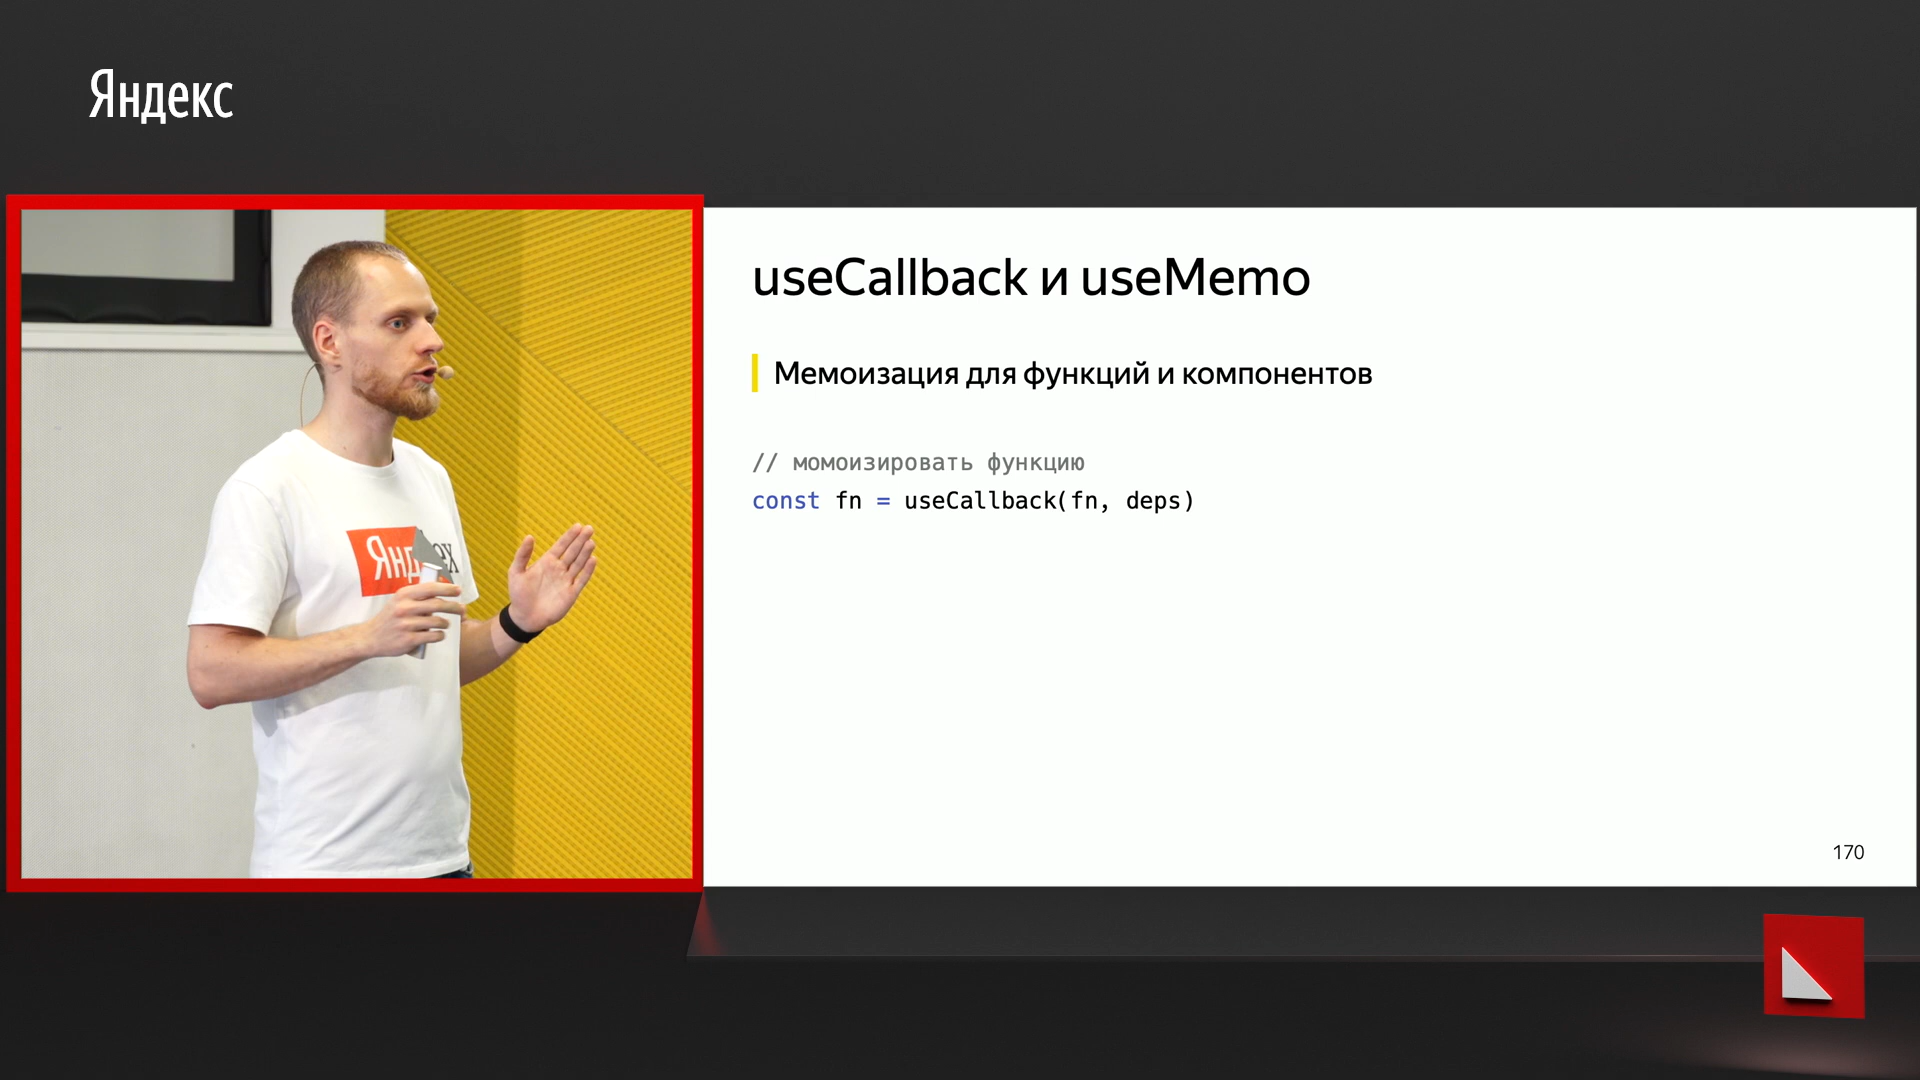 Яндекс
useCallback и useMemo
Мемоизация для функций и компонентов
// момоизировать функцию
const fn = useCallback(fn, deps)
170